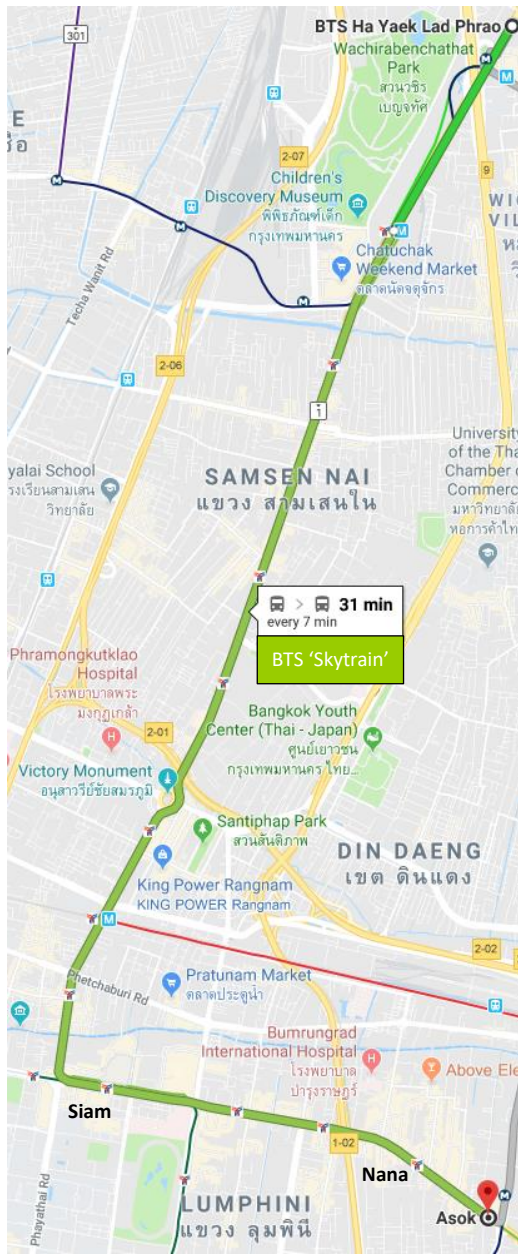 BTS Ha Yaek Lad Phrao
301
Wachirabenchathat
Park
สวนวชิร
เบญจทัศ
E
ือ
2-07
9
Children's
Discovery Museum
พิพิธภัณฑ์เด็ก
กรุงเทพมหานคร
VIL
Chatuchak
Weekend Market
ตลาดนัดจตุจักร
Techa Wanit Rd
2-06
1
University
of the Tha
Chamber o
Commerc
มหาวิทยาลั
หอการค้าไท
SAMSEN NAI
แขวง สามเสนใน
yalai School
รงเรียนสามเสน
วิทยาลัย
31 min
every 7 min
BTS ‘Skytrain’
Phramongkutklao
Hospital
โรงพยาบาลพระ
มงกุฎเกล้า
2-01
Bangkok Youth
Center (Thai - Japan)
ศูนย์เยาวชน
กรุงเทพมหานคร ไทย...
Victory Monument
อนุสาวรีย์ชัยสมรภูมิ
Santiphap Park
สวนสันติภาพ
DIN DAENG
เขต ดินแดง
King Power Rangnam
KING POWER Rangnam
2-02
Phetchaburi Rd
Pratunam Market
ตลาดประตูน้ำ
Bumrungrad
International Hospital
โรงพยาบาล
บำรุงราษฎร์
Above Ele
Siam
1-02
Nana
Phayathai Rd
LUMPHINI
แขวง ลุมพินี
Asok